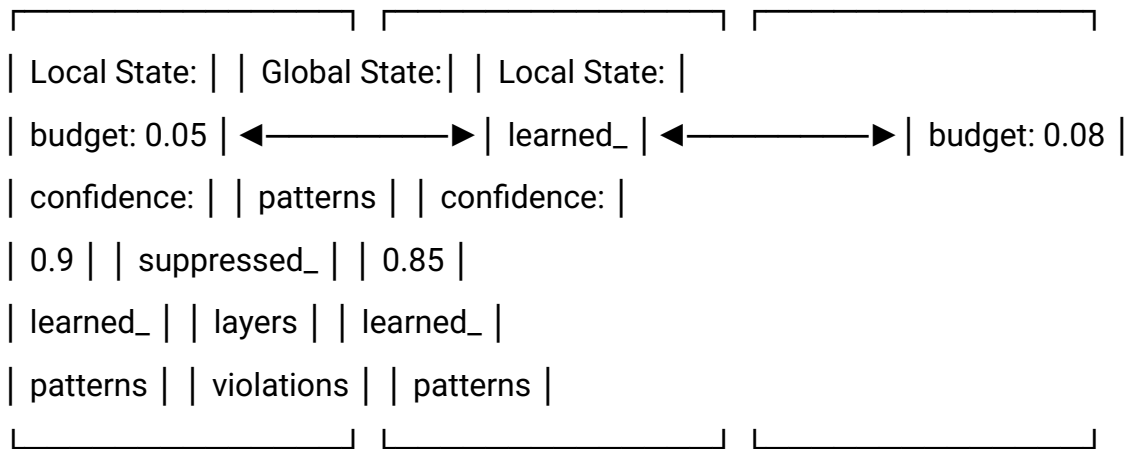 ┌─────────────────┐ ┌─────────────────┐ ┌─────────────────┐
│ Local State: │ │ Global State:│ │ Local State: │
│ budget: 0.05 │◄─────────►│ learned_ │◄─────────►│ budget: 0.08 │
│ confidence: │ │ patterns │ │ confidence: │
│ 0.9 │ │ suppressed_ │ │ 0.85 │
│ learned_ │ │ layers │ │ learned_ │
│ patterns │ │ violations │ │ patterns │
└─────────────────┘ └─────────────────┘ └─────────────────┘